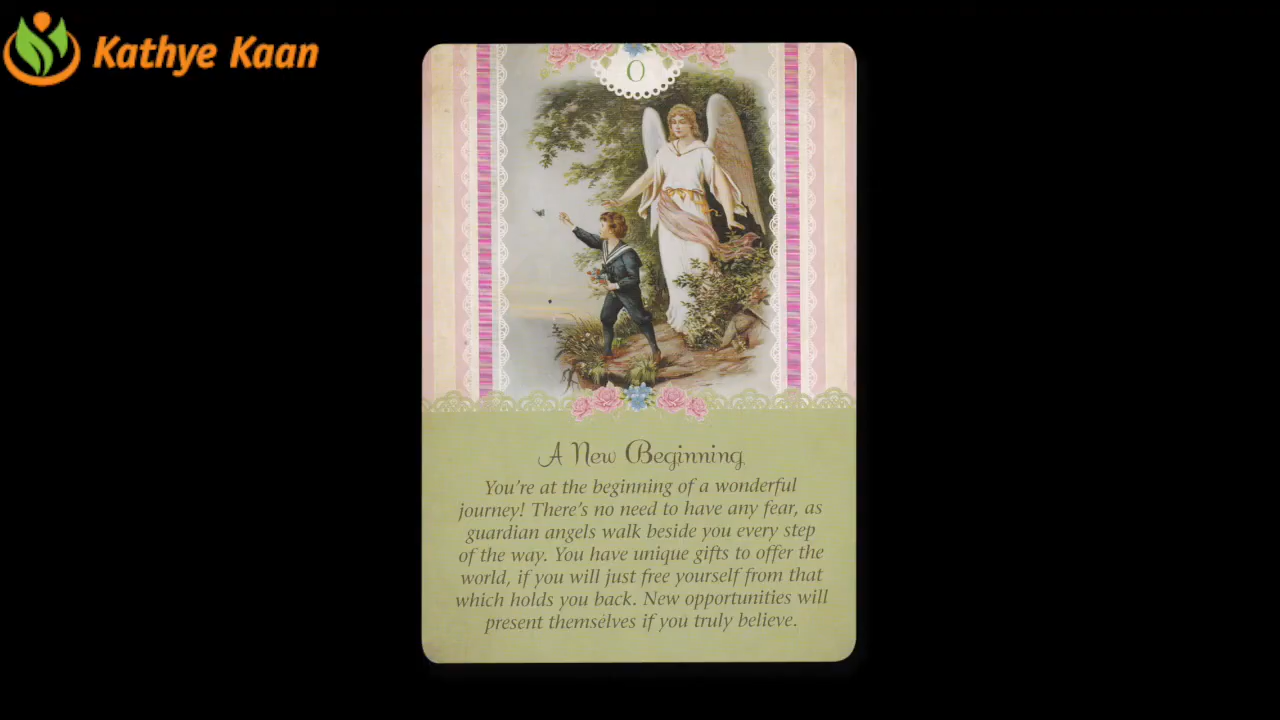 Kathye Kaan
0
A New Beginning
You're at the beginning of a wonderful
journey! There's no need to have any fear, as
guardian angels walk beside you every step
of the way. You have unique gifts to offer the
world, if you will just free yourself from that
which holds you back. New opportunities will
present themselves if you truly believe.